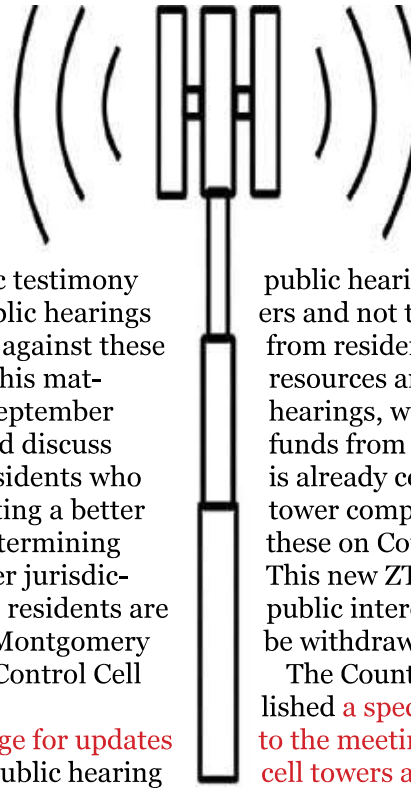 c testimony
blic hearings
against these
his mat-
eptember
d discuss
sidents who
ting a better
termining
er jurisdic-
residents are
Montgomery
Control Cell
ge for updates
ublic hearing
public heari
ers and not t
from reside
resources a
hearings, w
funds from
is already c
tower comp
these on Co
This new ZT
public inter
be withdraw
The Count
lished a spec
to the meetin
cell towers a